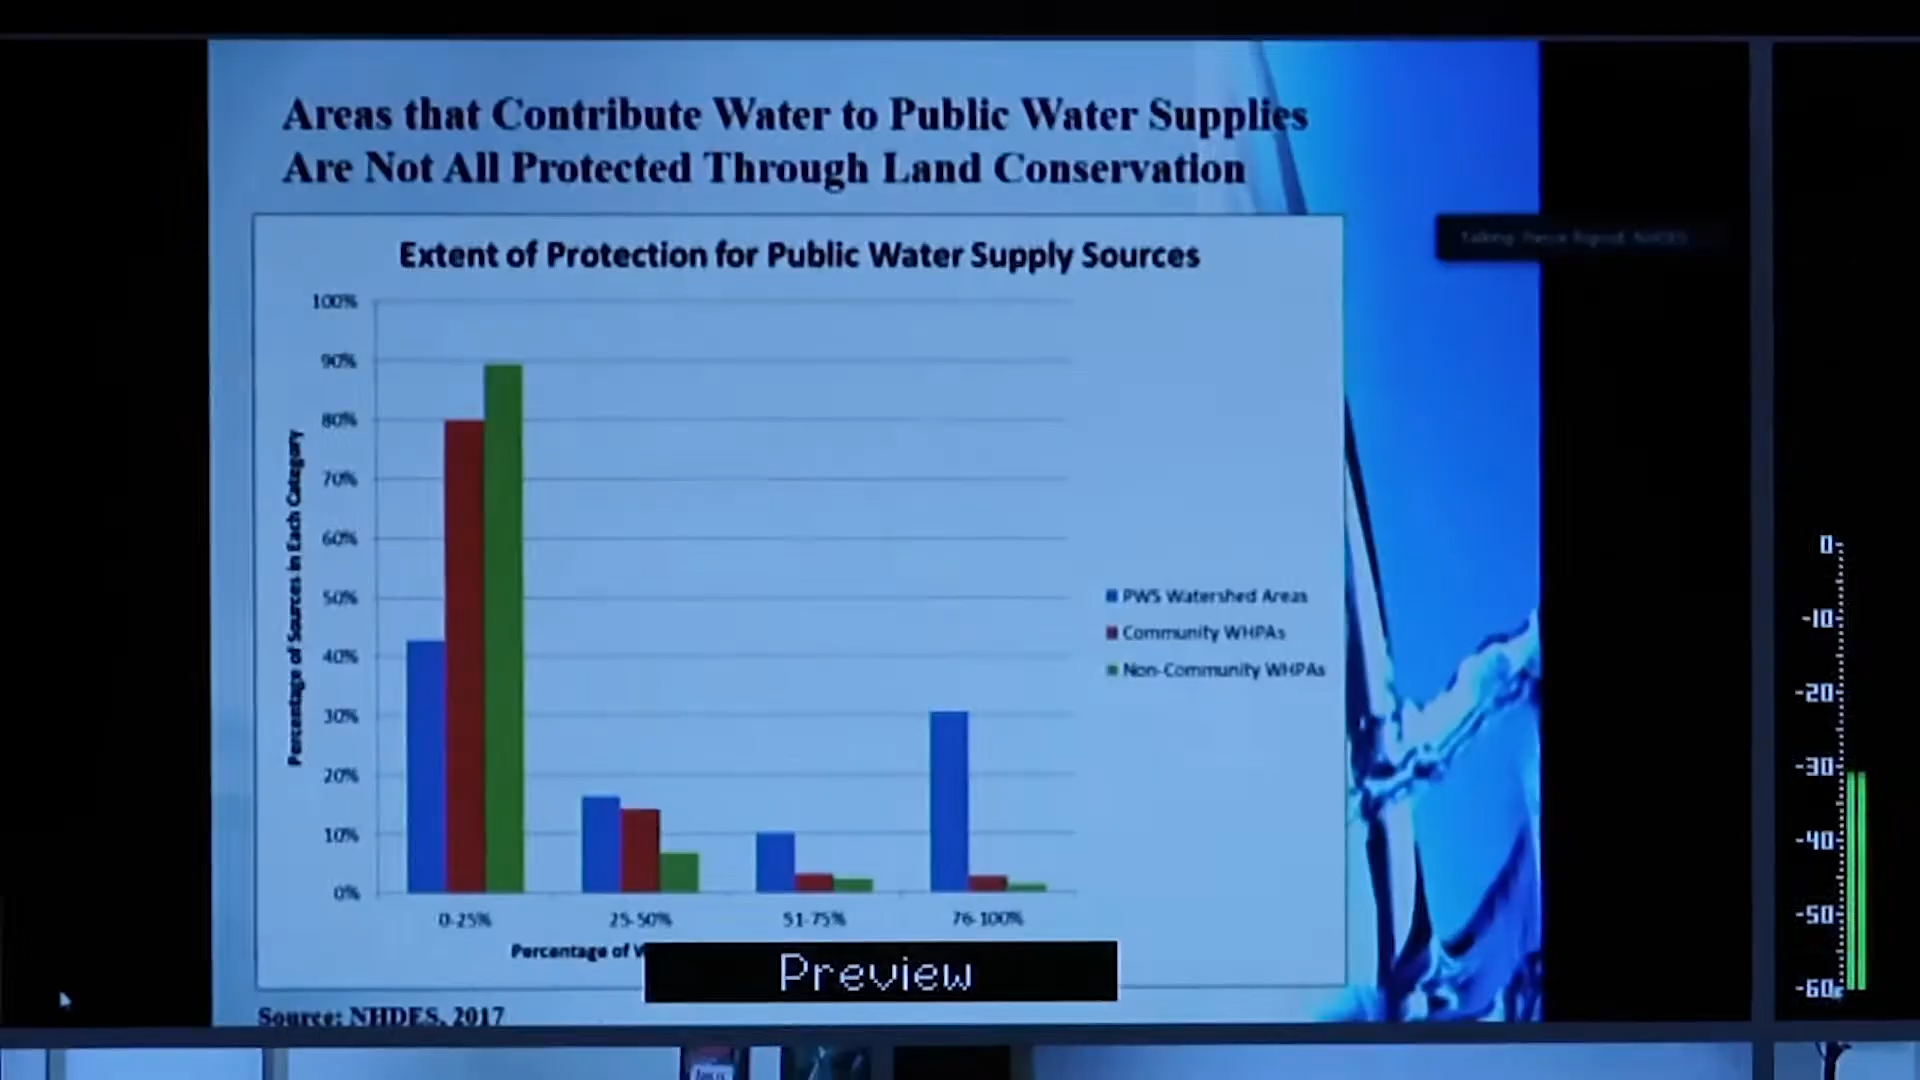 Areas that Contribute Water to Public Water Supplies
Are Not All Protected Through Land Conservation
Extent of Protection for Public Water Supply Sources
100%
90%
80%
70%
60%
50%
40%
30%
20%
10%
0%
Percentage of Sources in Each Category
0-25%
25-50%
51-75%
76-100%
Percentage of
PWS Watershed Areas
Community WHPAs
Non-Community WHPAs
Preview
Source: NHDES, 2017
0
-10
-20
-30
-40
-50
-60